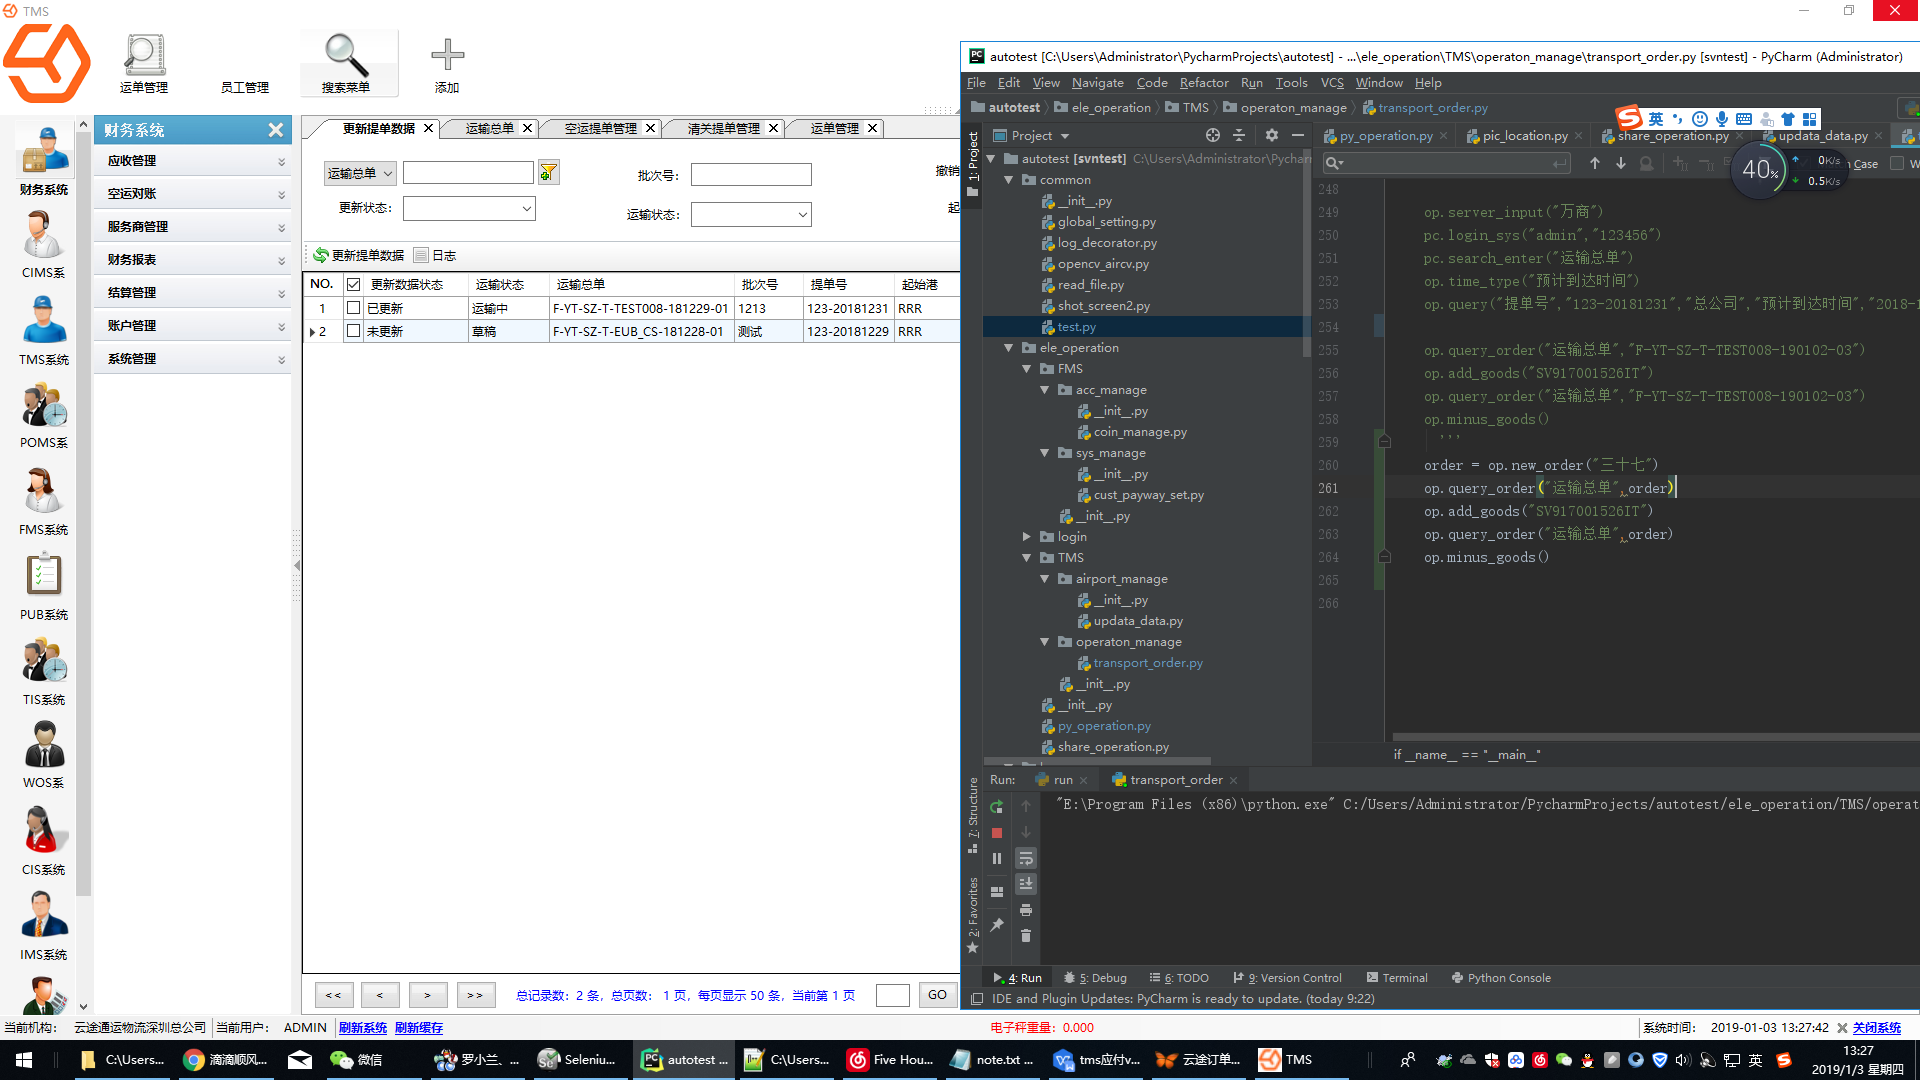 TMS
运单管理
员工管理
搜索菜单
添加
财务系统
CIMS系
TMS系统
POMS系
FMS系统
PUB系统
TIS系统
WOS系
CIS系统
IMS系统
财务系统
应收管理
空运对账
服务商管理
财务报表
结算管理
账户管理
系统管理
更新提单数据 运输总单 空运提单管理 清关提单管理 运单管理
运输总单 批次号: 撤销
更新状态: 运输状态: 起
更新提单数据 日志
NO. 更新数据状态 运输状态 运输总单 批次号 提单号 起始港
1 已更新 运输中 F-YT-SZ-T-TEST008-181229-01 1213 123-20181231 RRR
2 未更新 草稿 F-YT-SZ-T-EUB_CS-181228-01 测试 123-20181229 RRR
<< < > >> 总记录数: 2 条, 总页数: 1 页, 每页显示 50 条, 当前第 1 页 GO
autotest [C:\Users\Administrator\PycharmProjects\autotest] - ...\ele_operation\TMS\operaton_manage\transport_order.py [svntest] - PyCharm (Administrator)
File Edit View Navigate Code Refactor Run Tools VCS Window Help
autotest ele_operation TMS operaton_manage transport_order.py
英
1: Project
Project
py_operation.py pic_location.py share_operation.py updata_data.py
Case W
40%
0K/s
0.5K/s
autotest [svntest] C:\Users\Administrator\Pychar
common
__init__.py
global_setting.py
log_decorator.py
opencv_aircv.py
read_file.py
shot_screen2.py
test.py
ele_operation
FMS
acc_manage
__init__.py
coin_manage.py
sys_manage
__init__.py
cust_payway_set.py
__init__.py
login
TMS
airport_manage
__init__.py
updata_data.py
operaton_manage
transport_order.py
__init__.py
__init__.py
py_operation.py
share_operation.py
248
249 op.server_input("万商")
250 pc.login_sys("admin","123456")
251 pc.search_enter("运输总单")
252 op.time_type("预计到达时间")
253 op.query("提单号","123-20181231","总公司","预计到达时间","2018-1
254
255 op.query_order("运输总单","F-YT-SZ-T-TEST008-190102-03")
256 op.add_goods("SV917001526IT")
257 op.query_order("运输总单","F-YT-SZ-T-TEST008-190102-03")
258 op.minus_goods()
259 '''
260 order = op.new_order("三十七")
261 op.query_order("运输总单",order)
262 op.add_goods("SV917001526IT")
263 op.query_order("运输总单",order)
264 op.minus_goods()
265
266
if __name__ == "__main__"
Run: run transport_order
"E:\Program Files (x86)\python.exe" C:/Users/Administrator/PycharmProjects/autotest/ele_operation/TMS/operat
7: Structure
2: Favorites
4: Run 5: Debug 6: TODO 9: Version Control Terminal Python Console
IDE and Plugin Updates: PyCharm is ready to update. (today 9:22)
当前机构: 云途通运物流深圳总公司 当前用户: ADMIN 刷新系统 刷新缓存 电子秤重量: 0.000 系统时间: 2019-01-03 13:27:42 关闭系统
C:\Users... 滴滴顺风... 微信 罗小兰、... Seleniu... autotest ... C:\Users... Five Hou... note.txt ... tms应付v... 云途订单... TMS 英
13:27
2019/1/3 星期四